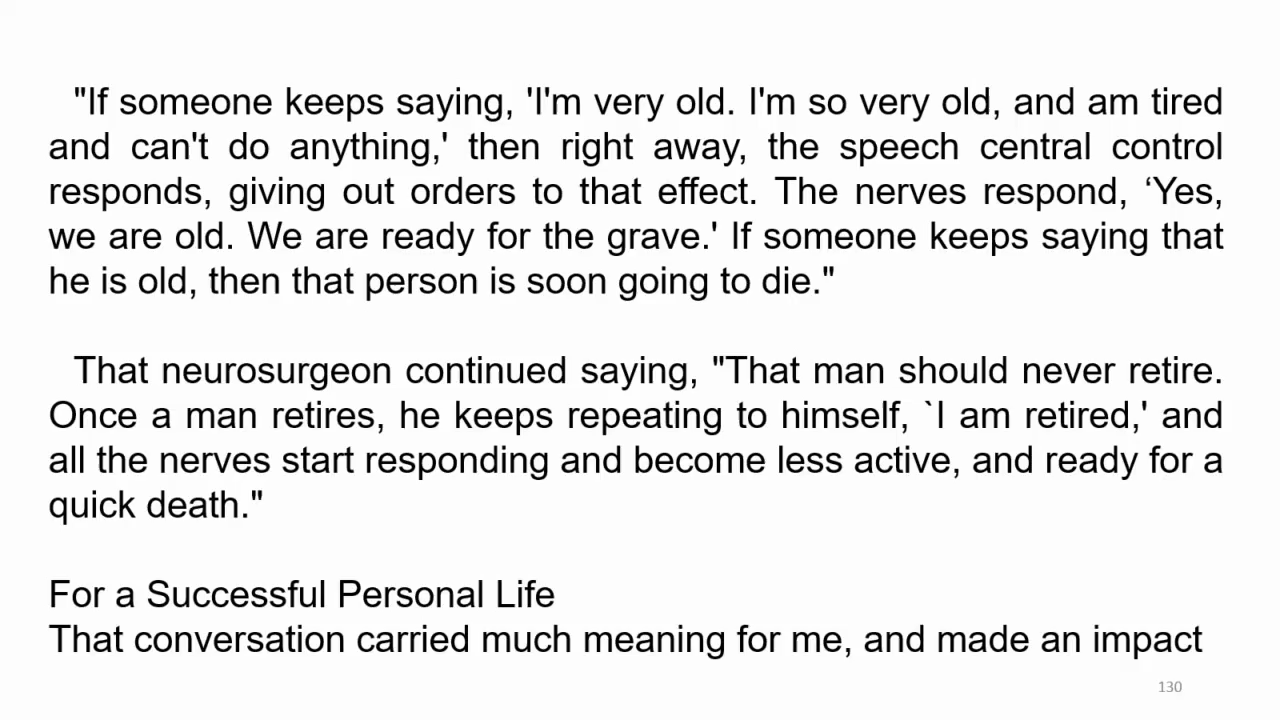 "If someone keeps saying, 'I'm very old. I'm so very old, and am tired
and can't do anything,' then right away, the speech central control
responds, giving out orders to that effect. The nerves respond, ‘Yes,
we are old. We are ready for the grave.' If someone keeps saying that
he is old, then that person is soon going to die."
That neurosurgeon continued saying, "That man should never retire.
Once a man retires, he keeps repeating to himself, `I am retired,' and
all the nerves start responding and become less active, and ready for a
quick death."
For a Successful Personal Life
That conversation carried much meaning for me, and made an impact
130